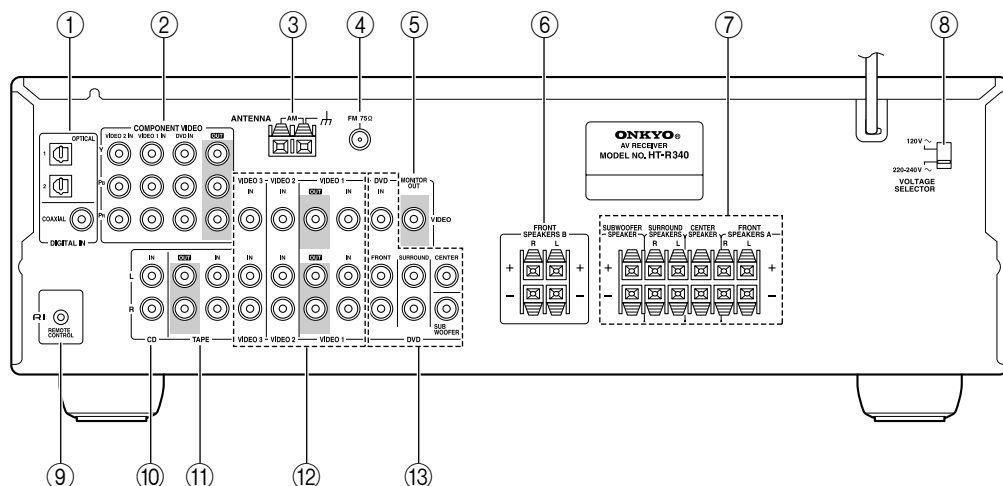 ① ② ③ ④ ⑤ ⑥ ⑦ ⑧
OPTICAL
1
2
COAXIAL
DIGITAL IN
COMPONENT VIDEO
VIDEO 2 IN VIDEO 1 IN DVD IN OUT
Y
PB
PR
ANTENNA AM
FM 75Ω
VIDEO 3 VIDEO 2 VIDEO 1 DVD MONITOR OUT
IN IN OUT IN IN
VIDEO
ONKYO®
AV RECEIVER
MODEL NO. HT-R340
120V ~
220-240V ~
VOLTAGE
SELECTOR
FRONT
SPEAKERS B
R L
+ +
− −
SUBWOOFER SPEAKER SURROUND SPEAKERS CENTER SPEAKER FRONT SPEAKERS A
R L R L
+ +
− −
IN OUT IN IN IN OUT IN FRONT SURROUND CENTER
L
R
SUB
WOOFER
CD TAPE VIDEO 3 VIDEO 2 VIDEO 1 DVD
RI
REMOTE
CONTROL
⑨ ⑩ ⑪ ⑫ ⑬